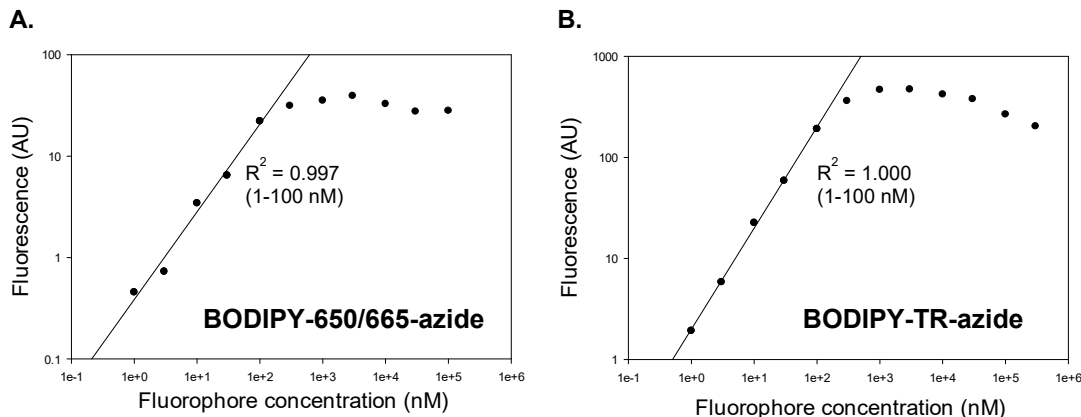 A.
100
10
1
0.1
Fluorescence (AU)
R² = 0.997
(1-100 nM)
BODIPY-650/665-azide
1e-1 1e+0 1e+1 1e+2 1e+3 1e+4 1e+5 1e+6
Fluorophore concentration (nM)
B.
1000
100
10
1
Fluorescence (AU)
R² = 1.000
(1-100 nM)
BODIPY-TR-azide
1e-1 1e+0 1e+1 1e+2 1e+3 1e+4 1e+5 1e+6
Fluorophore concentration (nM)